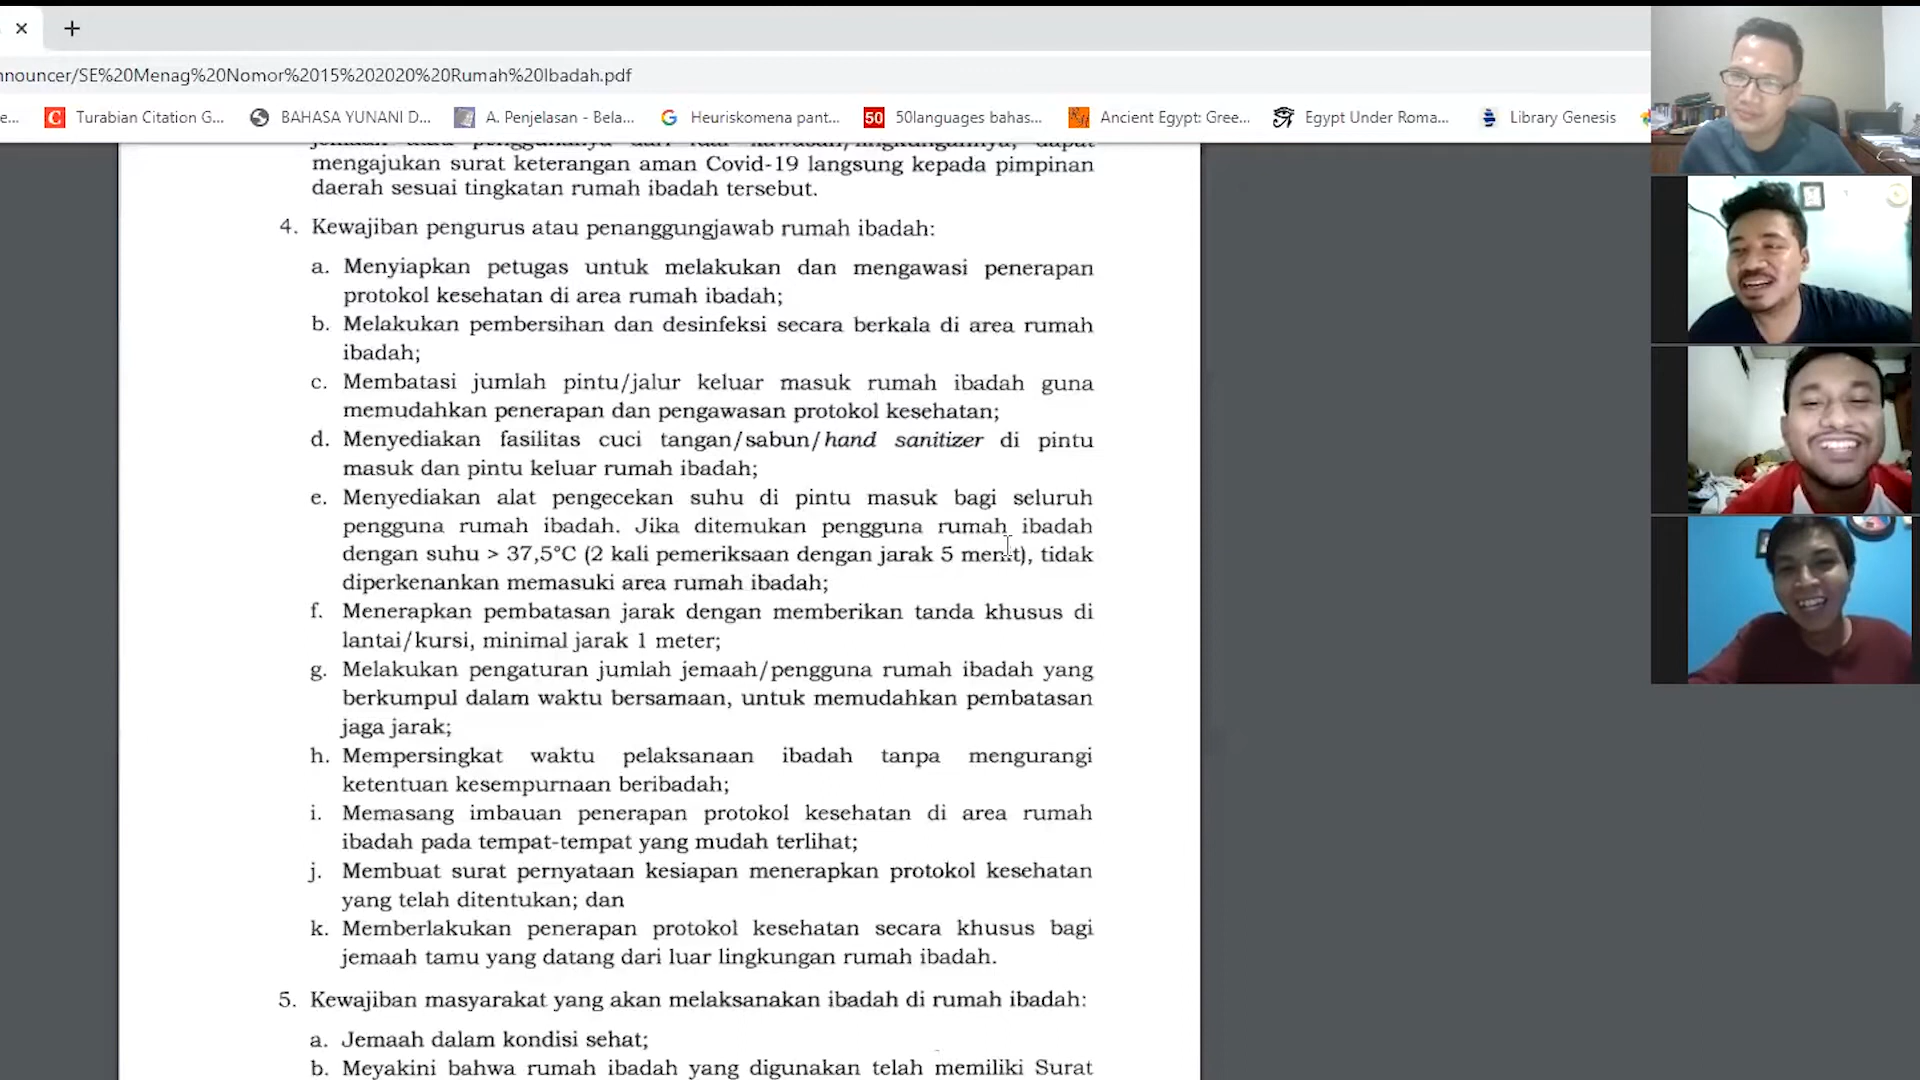 nnouncer/SE%20Menag%20Nomor%2015%202020%20Rumah%20Ibadah.pdf
e... Turabian Citation G... BAHASA YUNANI D... A. Penjelasan - Bela... Heuriskomena pant... 50 50languages bahas... Ancient Egypt: Gree... Egypt Under Roma... Library Genesis
mengajukan surat keterangan aman Covid-19 langsung kepada pimpinan
daerah sesuai tingkatan rumah ibadah tersebut.
4. Kewajiban pengurus atau penanggungjawab rumah ibadah:
a. Menyiapkan petugas untuk melakukan dan mengawasi penerapan
protokol kesehatan di area rumah ibadah;
b. Melakukan pembersihan dan desinfeksi secara berkala di area rumah
ibadah;
c. Membatasi jumlah pintu/jalur keluar masuk rumah ibadah guna
memudahkan penerapan dan pengawasan protokol kesehatan;
d. Menyediakan fasilitas cuci tangan/sabun/hand sanitizer di pintu
masuk dan pintu keluar rumah ibadah;
e. Menyediakan alat pengecekan suhu di pintu masuk bagi seluruh
pengguna rumah ibadah. Jika ditemukan pengguna rumah ibadah
dengan suhu > 37,5°C (2 kali pemeriksaan dengan jarak 5 menit), tidak
diperkenankan memasuki area rumah ibadah;
f. Menerapkan pembatasan jarak dengan memberikan tanda khusus di
lantai/kursi, minimal jarak 1 meter;
g. Melakukan pengaturan jumlah jemaah/pengguna rumah ibadah yang
berkumpul dalam waktu bersamaan, untuk memudahkan pembatasan
jaga jarak;
h. Mempersingkat waktu pelaksanaan ibadah tanpa mengurangi
ketentuan kesempurnaan beribadah;
i. Memasang imbauan penerapan protokol kesehatan di area rumah
ibadah pada tempat-tempat yang mudah terlihat;
j. Membuat surat pernyataan kesiapan menerapkan protokol kesehatan
yang telah ditentukan; dan
k. Memberlakukan penerapan protokol kesehatan secara khusus bagi
jemaah tamu yang datang dari luar lingkungan rumah ibadah.
5. Kewajiban masyarakat yang akan melaksanakan ibadah di rumah ibadah:
a. Jemaah dalam kondisi sehat;
b. Meyakini bahwa rumah ibadah yang digunakan telah memiliki Surat